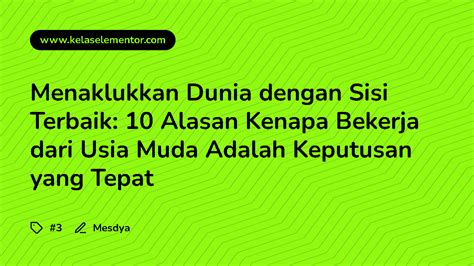 www.kelaselementor.com
Menaklukkan Dunia dengan Sisi
Terbaik: 10 Alasan Kenapa Bekerja
dari Usia Muda Adalah Keputusan
yang Tepat
#3 Mesdya